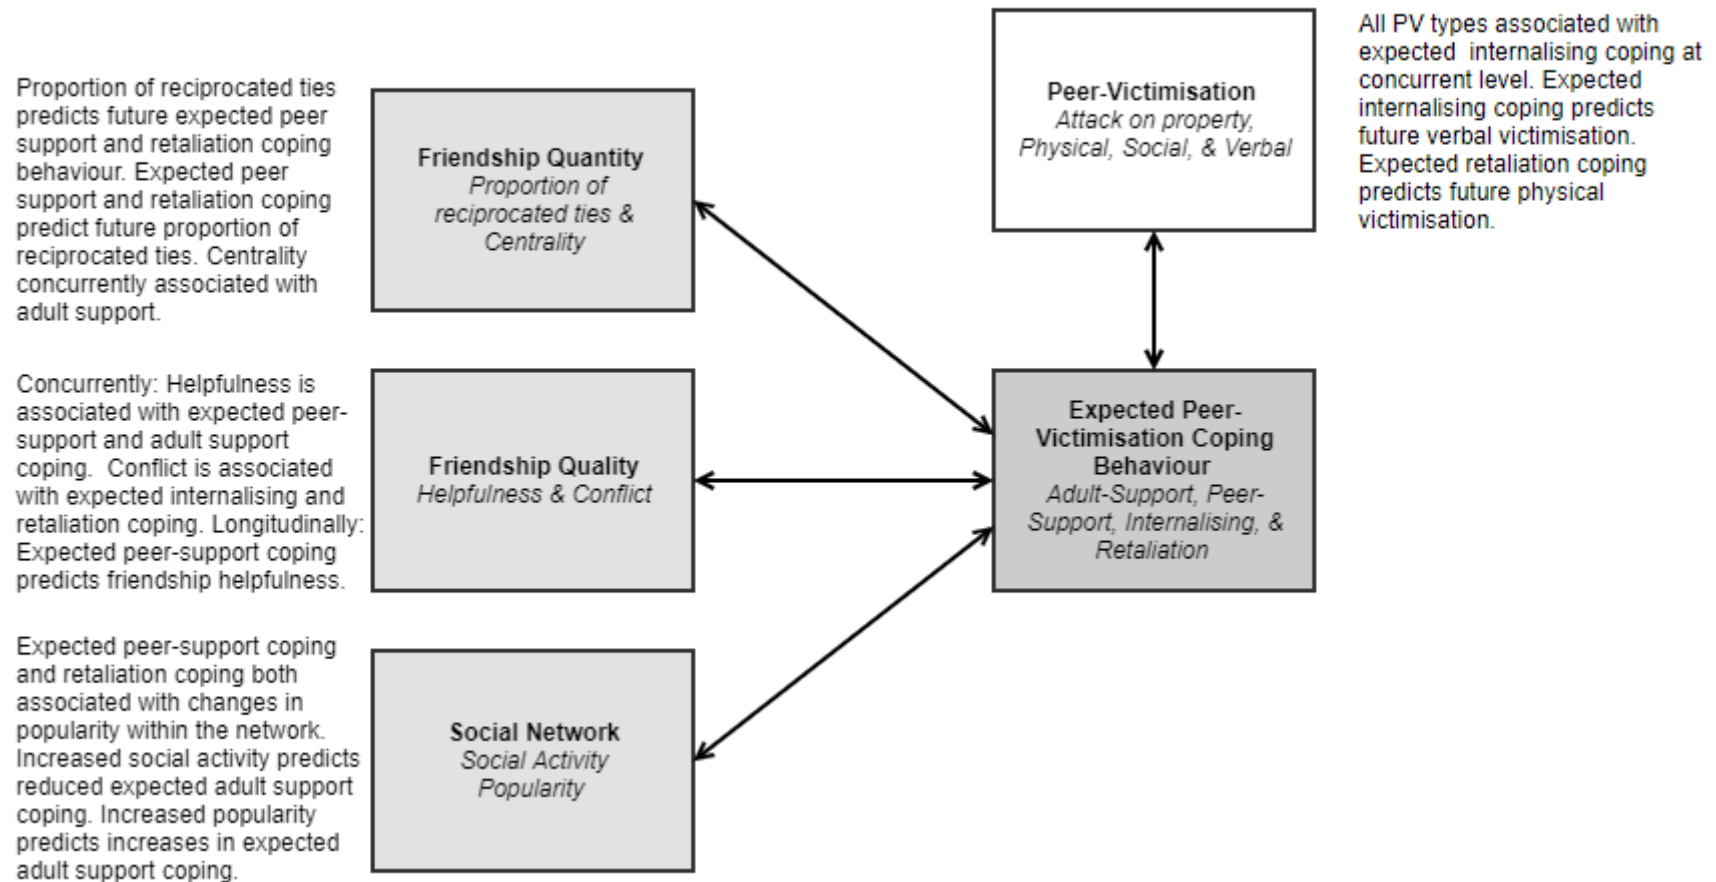 Proportion of reciprocated ties
predicts future expected peer
support and retaliation coping
behaviour. Expected peer
support and retaliation coping
predict future proportion of
reciprocated ties. Centrality
concurrently associated with
adult support.
Friendship Quantity
Proportion of
reciprocated ties &
Centrality
Peer-Victimisation
Attack on property,
Physical, Social, & Verbal
All PV types associated with
expected  internalising coping at
concurrent level. Expected
internalising coping predicts
future verbal victimisation.
Expected retaliation coping
predicts future physical
victimisation.
Concurrently: Helpfulness is
associated with expected peer-
support and adult support
coping.  Conflict is associated
with expected internalising and
retaliation coping. Longitudinally:
Expected peer-support coping
predicts friendship helpfulness.
Friendship Quality
Helpfulness & Conflict
Expected Peer-
Victimisation Coping
Behaviour
Adult-Support, Peer-
Support, Internalising, &
Retaliation
Expected peer-support coping
and retaliation coping both
associated with changes in
popularity within the network.
Increased social activity predicts
reduced expected adult support
coping. Increased popularity
predicts increases in expected
adult support coping.
Social Network
Social Activity
Popularity